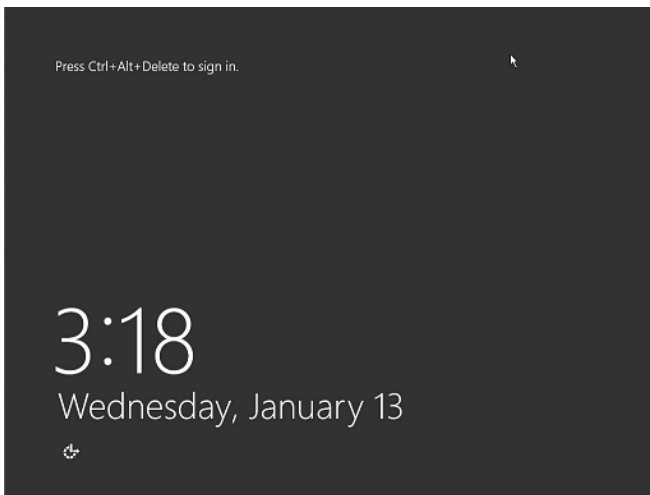 Press Ctrl+Alt+Delete to sign in.
3:18
Wednesday, January 13